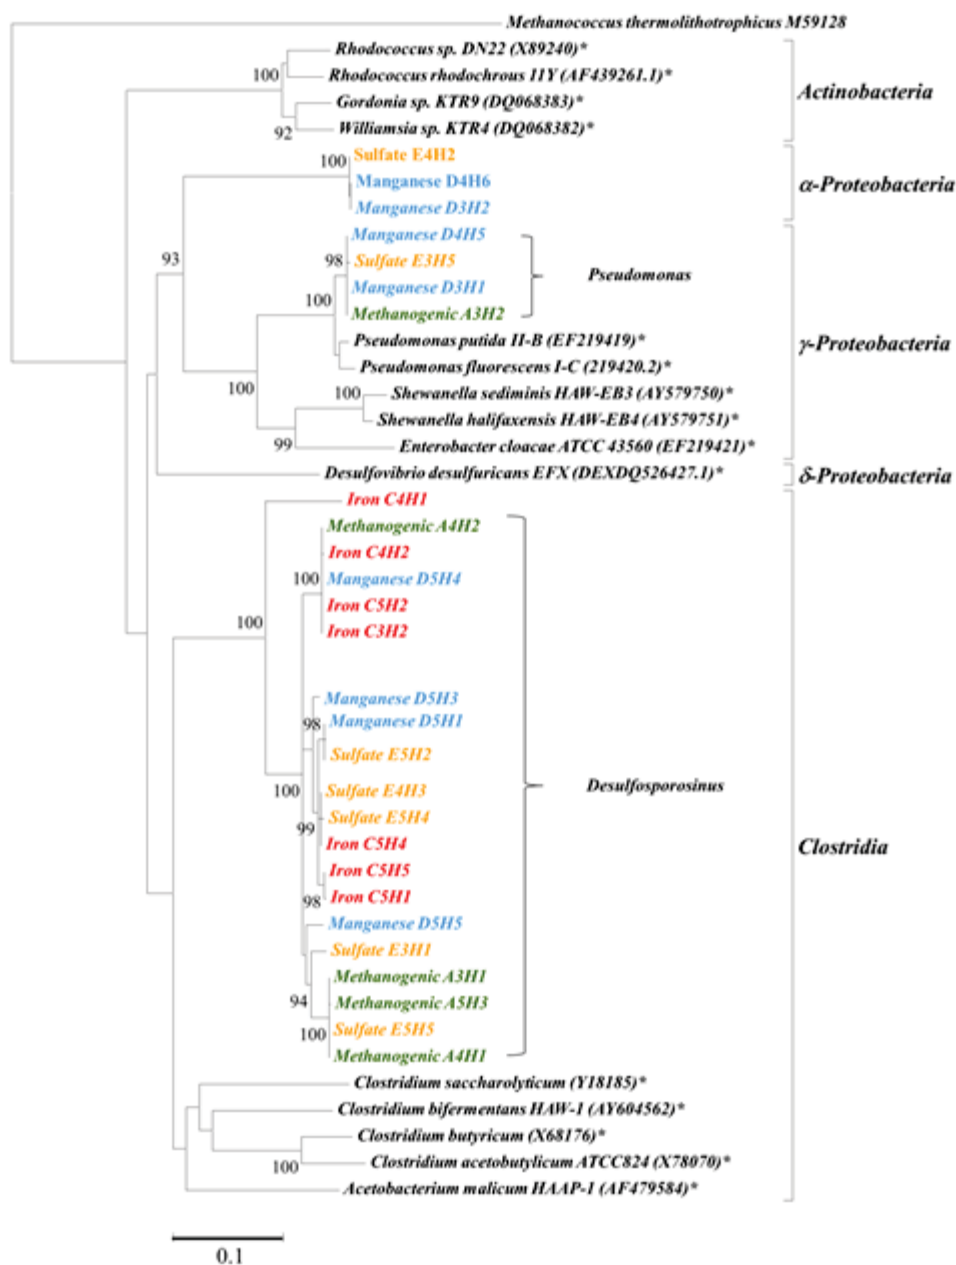 Methanococcus thermolithotrophicus M59128
Rhodococcus sp. DN22 (X89240)*
Rhodococcus rhodochrous 11Y (AF439261.1)*
100
Actinobacteria
Gordonia sp. KTR9 (DQ068383)*
Williamsia sp. KTR4 (DQ068382)*
92
Sulfate E4H2
100
Manganese D4H6
α-Proteobacteria
Manganese D3H2
Manganese D4H5
93
98
Sulfate E3H5
Pseudomonas
Manganese D3H1
100
Methanogenic A3H2
Pseudomonas putida II-B (EF219419)*
γ-Proteobacteria
Pseudomonas fluorescens I-C (219420.2)*
100
100
Shewanella sediminis HAW-EB3 (AY579750)*
Shewanella halifaxensis HAW-EB4 (AY579751)*
99
Enterobacter cloacae ATCC 43560 (EF219421)*
Desulfovibrio desulfuricans EFX (DEXDQ526427.1)*
δ-Proteobacteria
Iron C4H1
Methanogenic A4H2
Iron C4H2
100
Manganese D5H4
Iron C5H2
100
Iron C3H2
Manganese D5H3
98
Manganese D5H1
Sulfate E5H2
100
Sulfate E4H3
Desulfosporosinus
Sulfate E5H4
99
Iron C5H4
Clostridia
Iron C5H5
98
Iron C5H1
Manganese D5H5
Sulfate E3H1
Methanogenic A3H1
94
Methanogenic A5H3
100
Sulfate E5H5
Methanogenic A4H1
Clostridium saccharolyticum (Y18185)*
Clostridium bifermentans HAW-1 (AY604562)*
Clostridium butyricum (X68176)*
100
Clostridium acetobutylicum ATCC824 (X78070)*
Acetobacterium malicum HAAP-1 (AF479584)*
0.1